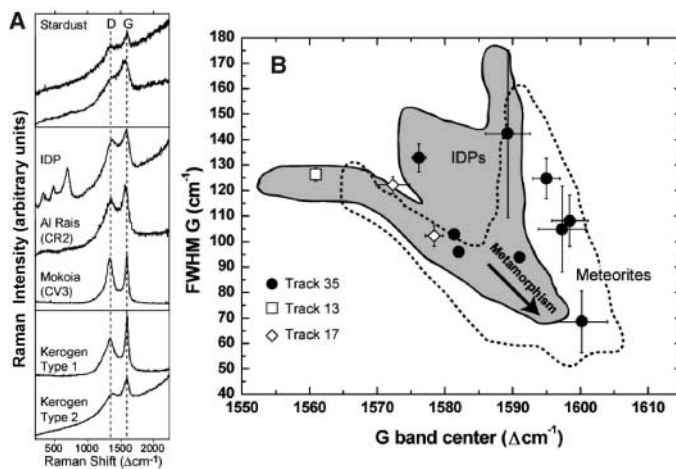 A
D G
Stardust
IDP
Al Rais
(CR2)
Mokoia
(CV3)
Kerogen
Type 1
Kerogen
Type 2
Raman Intensity (arbitrary units)
500 1000 1500 2000
Raman Shift (Δcm-1)
B
180
170
160
150
140
130
120
110
100
90
80
70
60
50
40
FWHM G (cm-1)
IDPs
Metamorphism
Meteorites
Track 35
Track 13
Track 17
1550 1560 1570 1580 1590 1600 1610
G band center (Δcm-1)